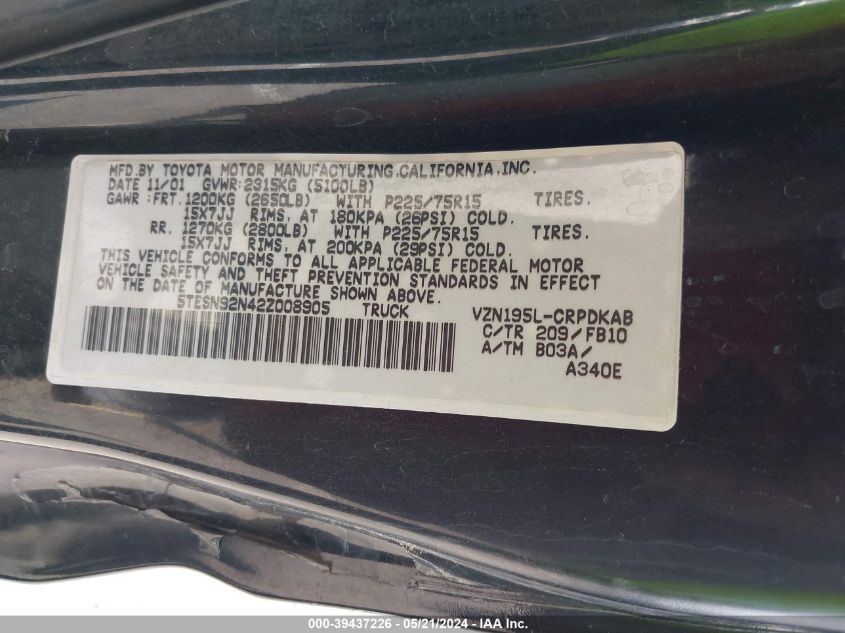 MFD.BY TOYOTA MOTOR MANUFACTURING.CALIFORNIA.INC.
DATE 11/01 GVWR:2315KG (5100LB)
GAWR :FRT.1200KG (2650LB) WITH P225/75R15 TIRES.
15X7JJ RIMS, AT 180KPA (26PSI) COLD.
RR. 1270KG (2800LB) WITH P225/75R15 TIRES.
15X7JJ RIMS, AT 200KPA (29PSI) COLD.
THIS VEHICLE CONFORMS TO ALL APPLICABLE FEDERAL MOTOR
VEHICLE SAFETY AND THEFT PREVENTION STANDARDS IN EFFECT
ON THE DATE OF MANUFACTURE SHOWN ABOVE.
5TESN92N42Z008905 TRUCK VZN195L-CRPDKAB
C/TR 209/FB10
A/TM B03A/
A340E
000-39437226 - 05/21/2024 - IAA Inc.